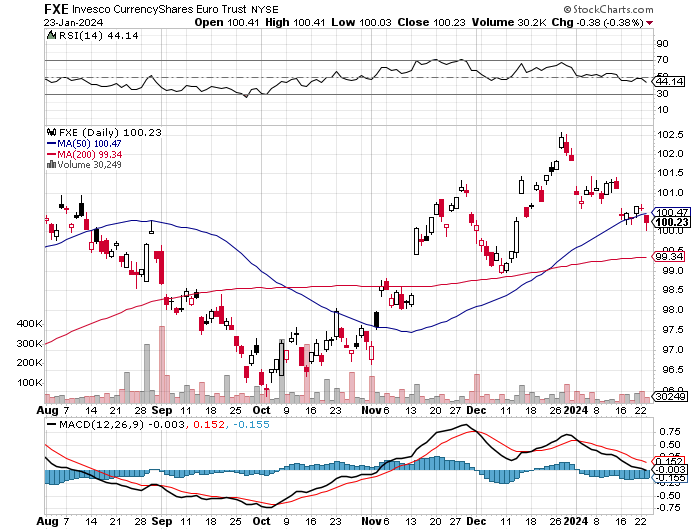 FXE Invesco CurrencyShares Euro Trust NYSE
© StockCharts.com
23-Jan-2024
Open 100.41 High 100.41 Low 100.03 Close 100.23 Volume 30.2K Chg -0.38 (-0.38%)
RSI(14) 44.14
90
70
50
44.14
30
10
FXE (Daily) 100.23
MA(50) 100.47
MA(200) 99.34
Volume 30,249
102.5
102.0
101.5
101.0
100.47
100.23
100.0
99.5
99.34
99.0
98.5
98.0
97.5
97.0
96.5
96.0
400K
300K
200K
100K
30249
Aug 7 14 21 28 Sep 11 18 25 Oct 9 16 23 Nov 6 13 20 27 Dec 11 18 26 2024 8 16 22
MACD(12,26,9) -0.003, 0.152, -0.155
0.75
0.50
0.25
0.152
-0.003
-0.155
-0.25
-0.50
-0.75
Aug 7 14 21 28 Sep 11 18 25 Oct 9 16 23 Nov 6 13 20 27 Dec 11 18 26 2024 8 16 22